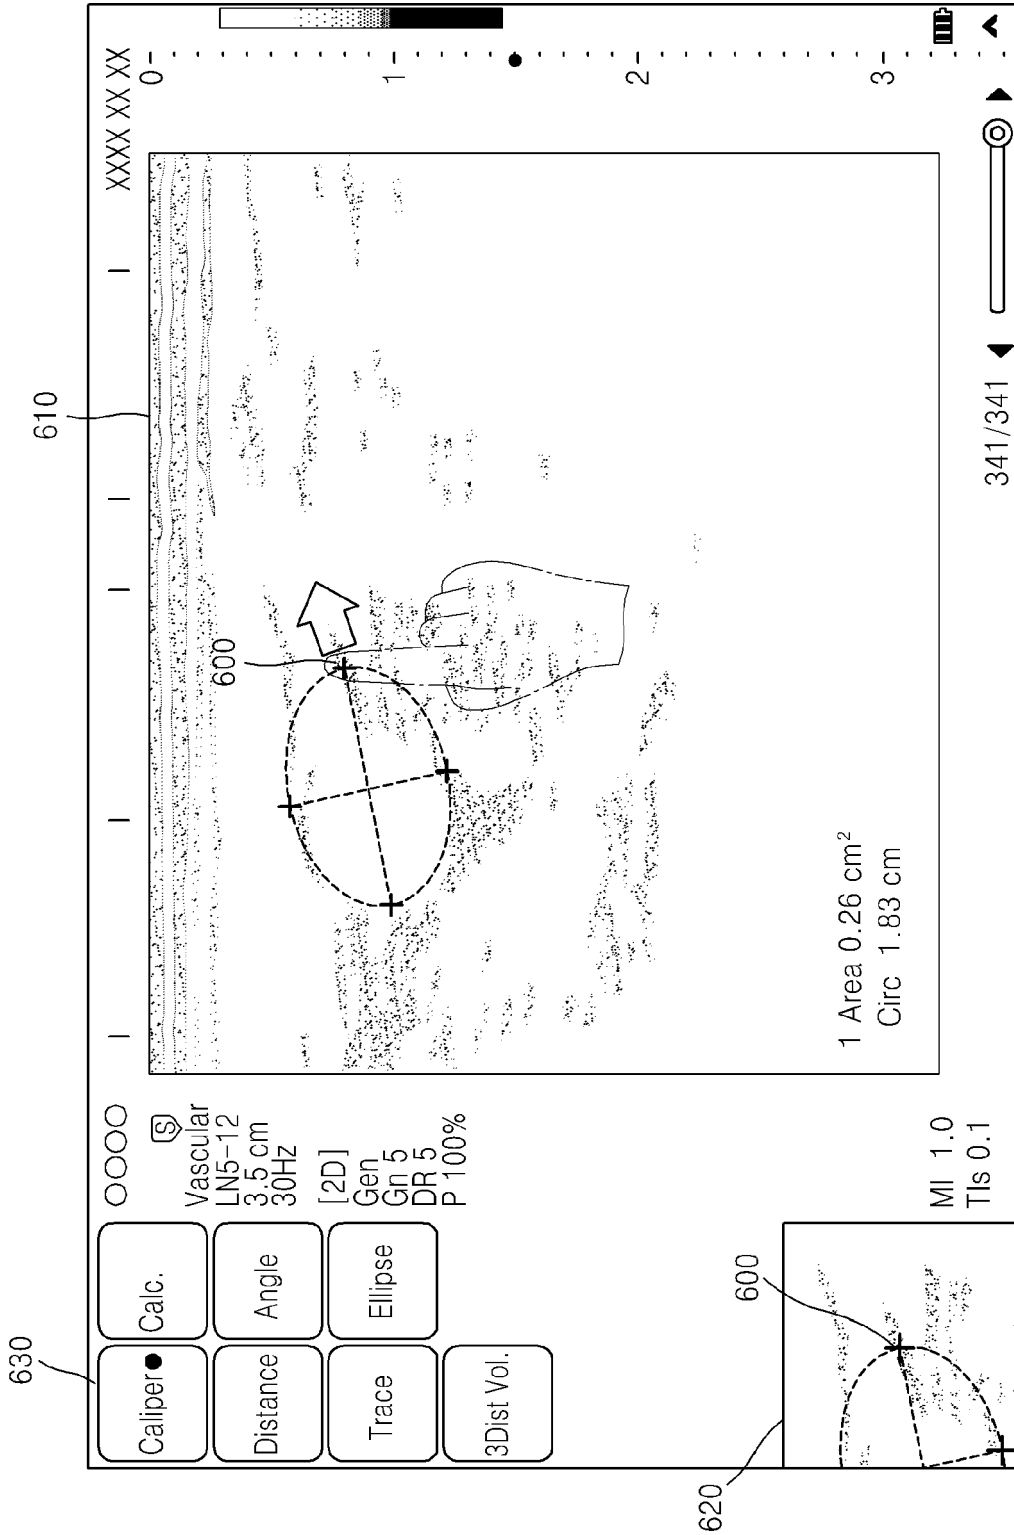 630
Caliper
Calc.
Distance
Angle
Trace
Ellipse
3Dist Vol.
620
600
S
Vascular
LN5-12
3.5 cm
30Hz
[2D]
Gen
Gn 5
DR 5
P 100%
MI 1.0
TIs 0.1
610
XXXX XX XX
600
1 Area 0.26 cm²
Circ 1.83 cm
0
1
2
3
341/341